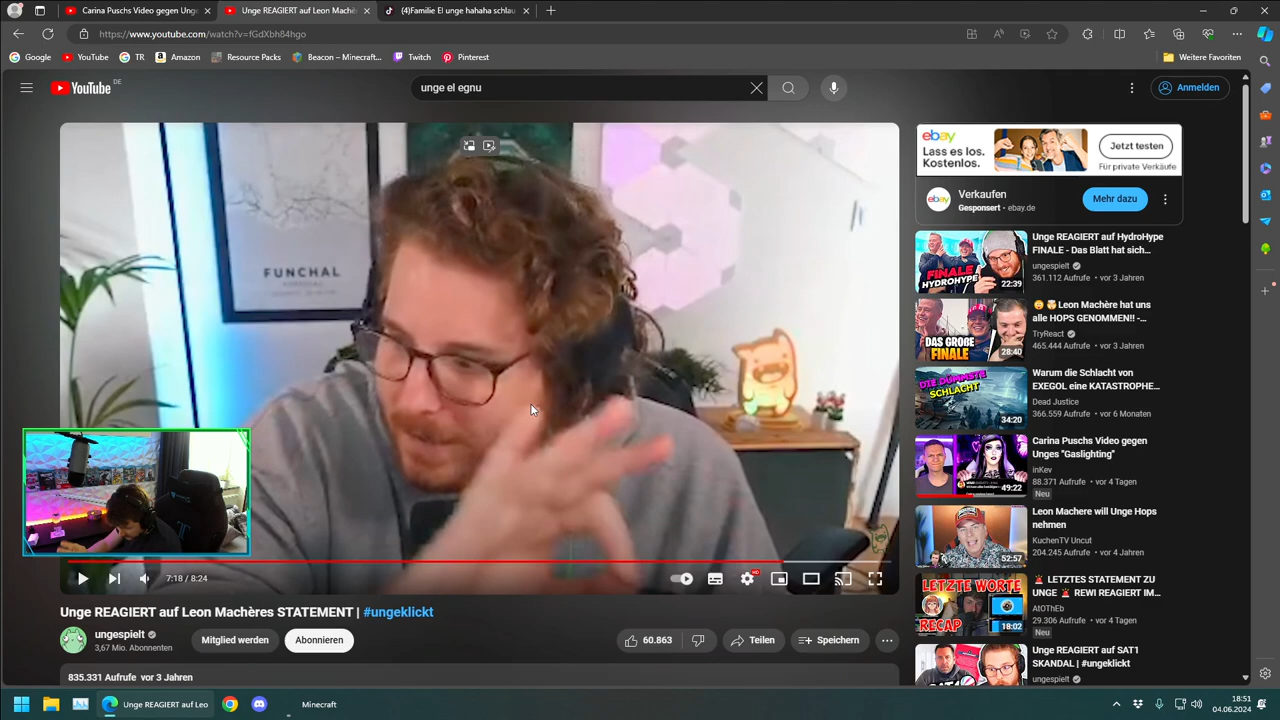 Carina Puschs Video gegen Unge
Unge REAGIERT auf Leon Machè
(4)Familie El unge hahaha schlau
https://www.youtube.com/watch?v=fGdXbh84hgo
Google
YouTube
TR
Amazon
Resource Packs
Beacon – Minecraft...
Twitch
Pinterest
Weitere Favoriten
YouTube DE
unge el egnu
Anmelden
FUNCHAL
7:18 / 8:24
HD
Unge REAGIERT auf Leon Machères STATEMENT | #ungeklickt
ungespielt
3,67 Mio. Abonnenten
Mitglied werden
Abonnieren
60.863
Teilen
Speichern
835.331 Aufrufe vor 3 Jahren
ebay
Lass es los.
Kostenlos.
Jetzt testen
Für private Verkäufe
ebay
Verkaufen
Gesponsert · ebay.de
Mehr dazu
FINALE
HYDROHYPE
22:39
Unge REAGIERT auf HydroHype
FINALE - Das Blatt hat sich...
ungespielt
361.112 Aufrufe • vor 3 Jahren
DAS GROßE
FINALE
28:40
Leon Machère hat uns
alle HOPS GENOMMEN!! -...
TryReact
465.444 Aufrufe • vor 3 Jahren
DIE DÜMMSTE
SCHLACHT
34:20
Warum die Schlacht von
EXEGOL eine KATASTROPHE...
Dead Justice
366.559 Aufrufe • vor 6 Monaten
49:22
Carina Puschs Video gegen
Unges "Gaslighting"
inKev
88.371 Aufrufe • vor 4 Tagen
Neu
52:57
Leon Machere will Unge Hops
nehmen
KuchenTV Uncut
204.245 Aufrufe • vor 4 Tagen
LETZTE WORTE
RECAP
18:02
LETZTES STATEMENT ZU
UNGE REWI REAGIERT IM...
AtOThEb
29.306 Aufrufe • vor 4 Tagen
Neu
Unge REAGIERT auf SAT1
SKANDAL | #ungeklickt
ungespielt
Unge REAGIERT auf Leo
Minecraft
18:51
04.06.2024